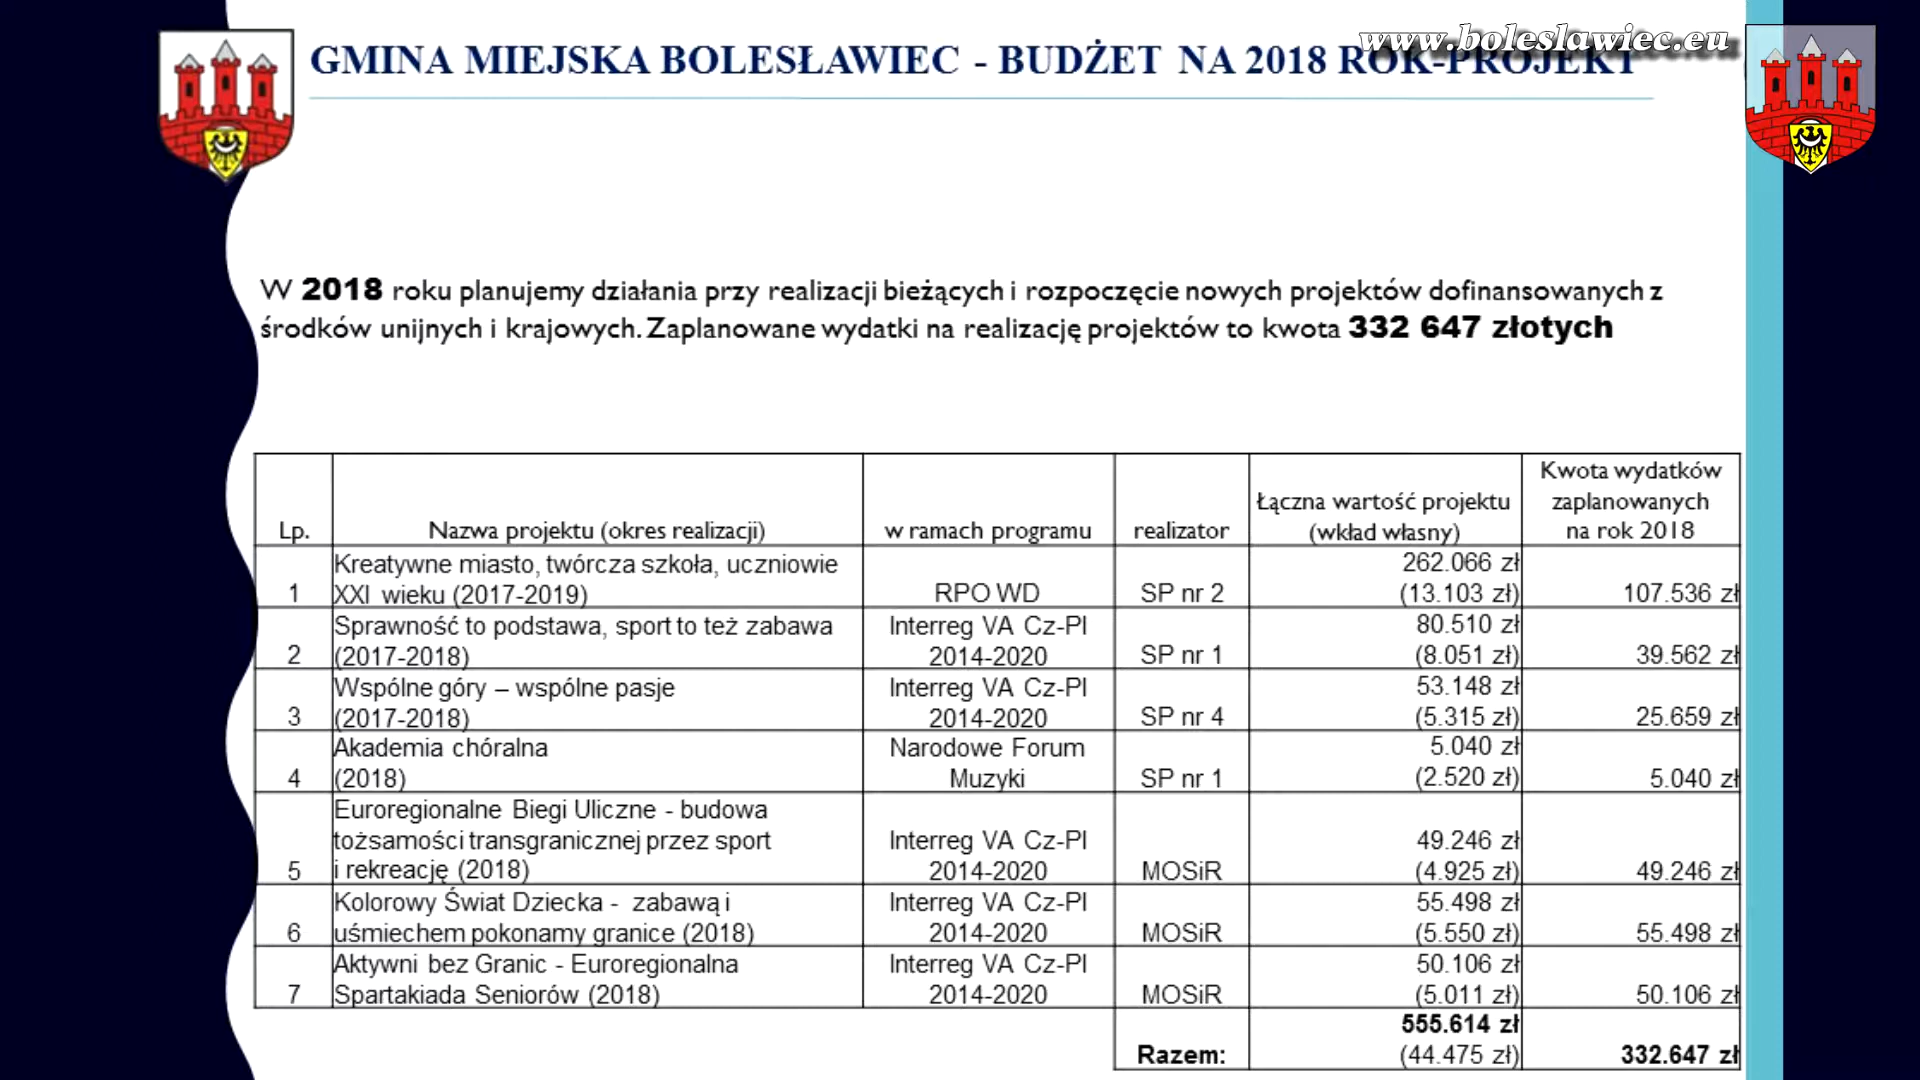 www.boleslawiec.eu
GMINA MIEJSKA BOLESŁAWIEC - BUDŻET NA 2018 ROK-PROJEKT
W 2018 roku planujemy działania przy realizacji bieżących i rozpoczęcie nowych projektów dofinansowanych z
środków unijnych i krajowych. Zaplanowane wydatki na realizację projektów to kwota 332 647 złotych
Lp.
Nazwa projektu (okres realizacji)
w ramach programu
realizator
Łączna wartość projektu
(wkład własny)
Kwota wydatków
zaplanowanych
na rok 2018
1
Kreatywne miasto, twórcza szkoła, uczniowie
XXI wieku (2017-2019)
RPO WD
SP nr 2
262.066 zł
(13.103 zł)
107.536 zł
2
Sprawność to podstawa, sport to też zabawa
(2017-2018)
Interreg VA Cz-Pl
2014-2020
SP nr 1
80.510 zł
(8.051 zł)
39.562 zł
3
Wspólne góry – wspólne pasje
(2017-2018)
Interreg VA Cz-Pl
2014-2020
SP nr 4
53.148 zł
(5.315 zł)
25.659 zł
4
Akademia chóralna
(2018)
Narodowe Forum
Muzyki
SP nr 1
5.040 zł
(2.520 zł)
5.040 zł
5
Euroregionalne Biegi Uliczne - budowa
tożsamości transgranicznej przez sport
i rekreację (2018)
Interreg VA Cz-Pl
2014-2020
MOSiR
49.246 zł
(4.925 zł)
49.246 zł
6
Kolorowy Świat Dziecka - zabawą i
uśmiechem pokonamy granice (2018)
Interreg VA Cz-Pl
2014-2020
MOSiR
55.498 zł
(5.550 zł)
55.498 zł
7
Aktywni bez Granic - Euroregionalna
Spartakiada Seniorów (2018)
Interreg VA Cz-Pl
2014-2020
MOSiR
50.106 zł
(5.011 zł)
50.106 zł
Razem:
555.614 zł
(44.475 zł)
332.647 zł